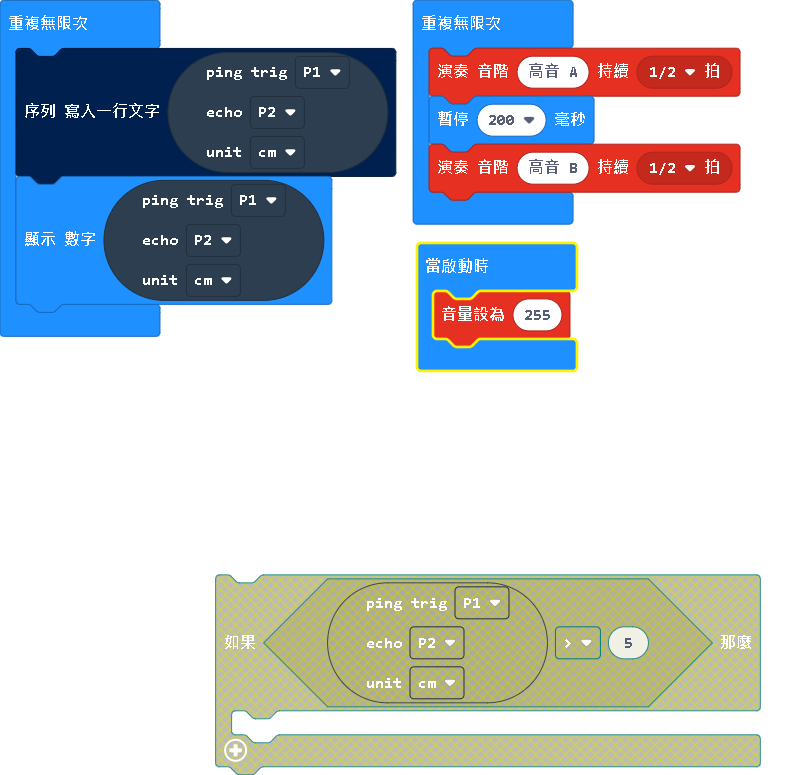 重複無限次
序列 寫入一行文字 ping trig P1
echo P2
unit cm
顯示 數字 ping trig P1
echo P2
unit cm
重複無限次
演奏 音階 高音 A 持續 1/2 拍
暫停 200 毫秒
演奏 音階 高音 B 持續 1/2 拍
當啟動時
音量設為 255
如果 ping trig P1
echo P2
unit cm
> 5 那麼